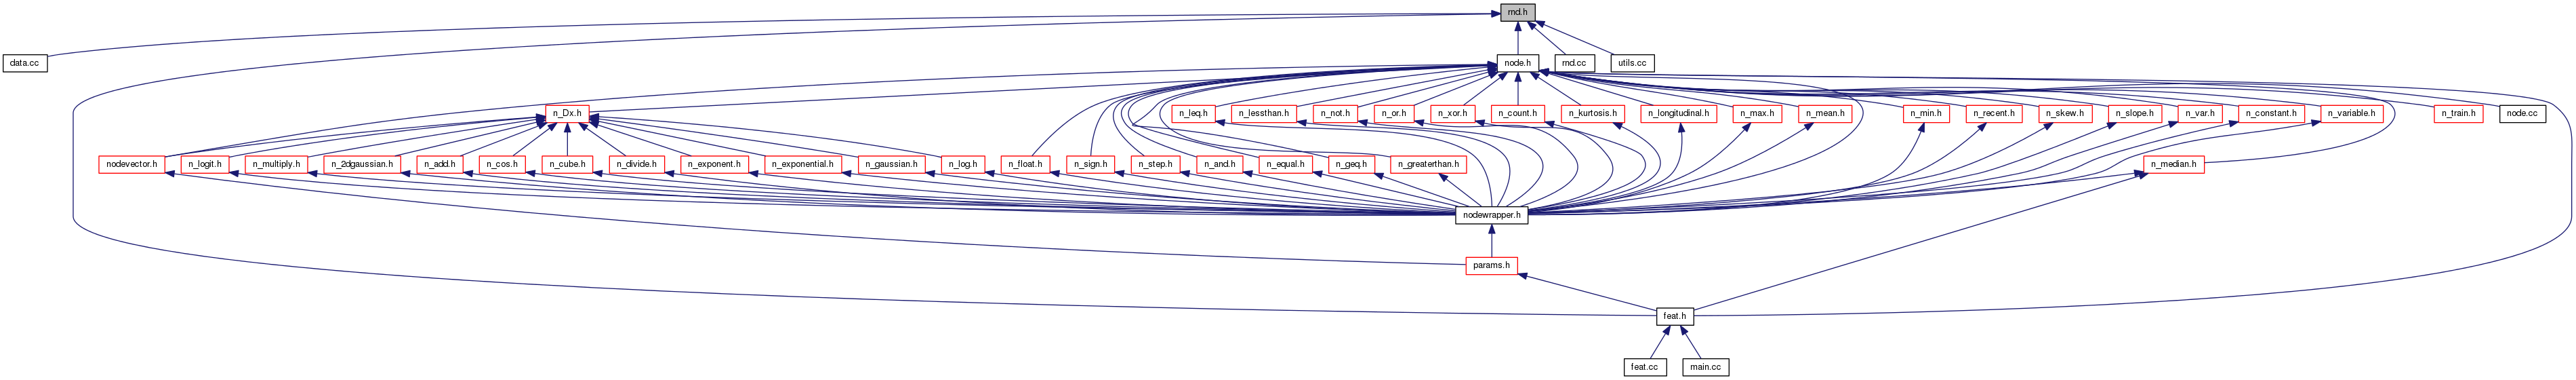 rnd.h
data.cc
node.h
rnd.cc
utils.cc
n_Dx.h
n_leq.h
n_lessthan.h
n_not.h
n_or.h
n_xor.h
n_count.h
n_kurtosis.h
n_longitudinal.h
n_max.h
n_mean.h
n_min.h
n_recent.h
n_skew.h
n_slope.h
n_var.h
n_constant.h
n_variable.h
n_train.h
node.cc
nodevector.h
n_logit.h
n_multiply.h
n_2dgaussian.h
n_add.h
n_cos.h
n_cube.h
n_divide.h
n_exponent.h
n_exponential.h
n_gaussian.h
n_log.h
n_float.h
n_sign.h
n_step.h
n_and.h
n_equal.h
n_geq.h
n_greaterthan.h
n_median.h
nodewrapper.h
params.h
feat.h
feat.cc
main.cc